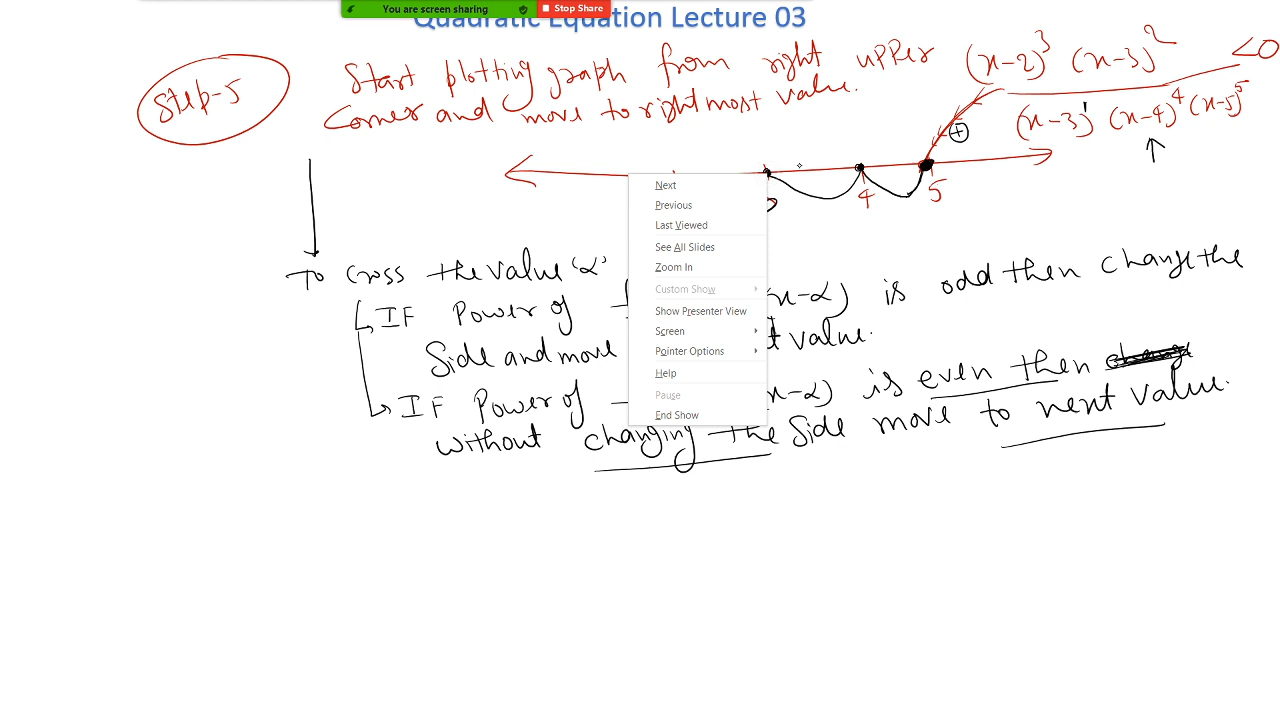 You are screen sharing
Stop Share
Quadratic Equation Lecture 03
Step-5
Start plotting graph from right upper
Corner and move to right most value.
(x-2)³ (x-3)² <0
(x-3)¹ (x-4)⁴ (x-5)⁵
+
4 5
To Cross the value 'α'
IF Power of (x-α) is odd then change the
Side and move value.
IF Power of (x-α) is even then
without changing the Side move to next value.
Next
Previous
Last Viewed
See All Slides
Zoom In
Custom Show
Show Presenter View
Screen
Pointer Options
Help
Pause
End Show